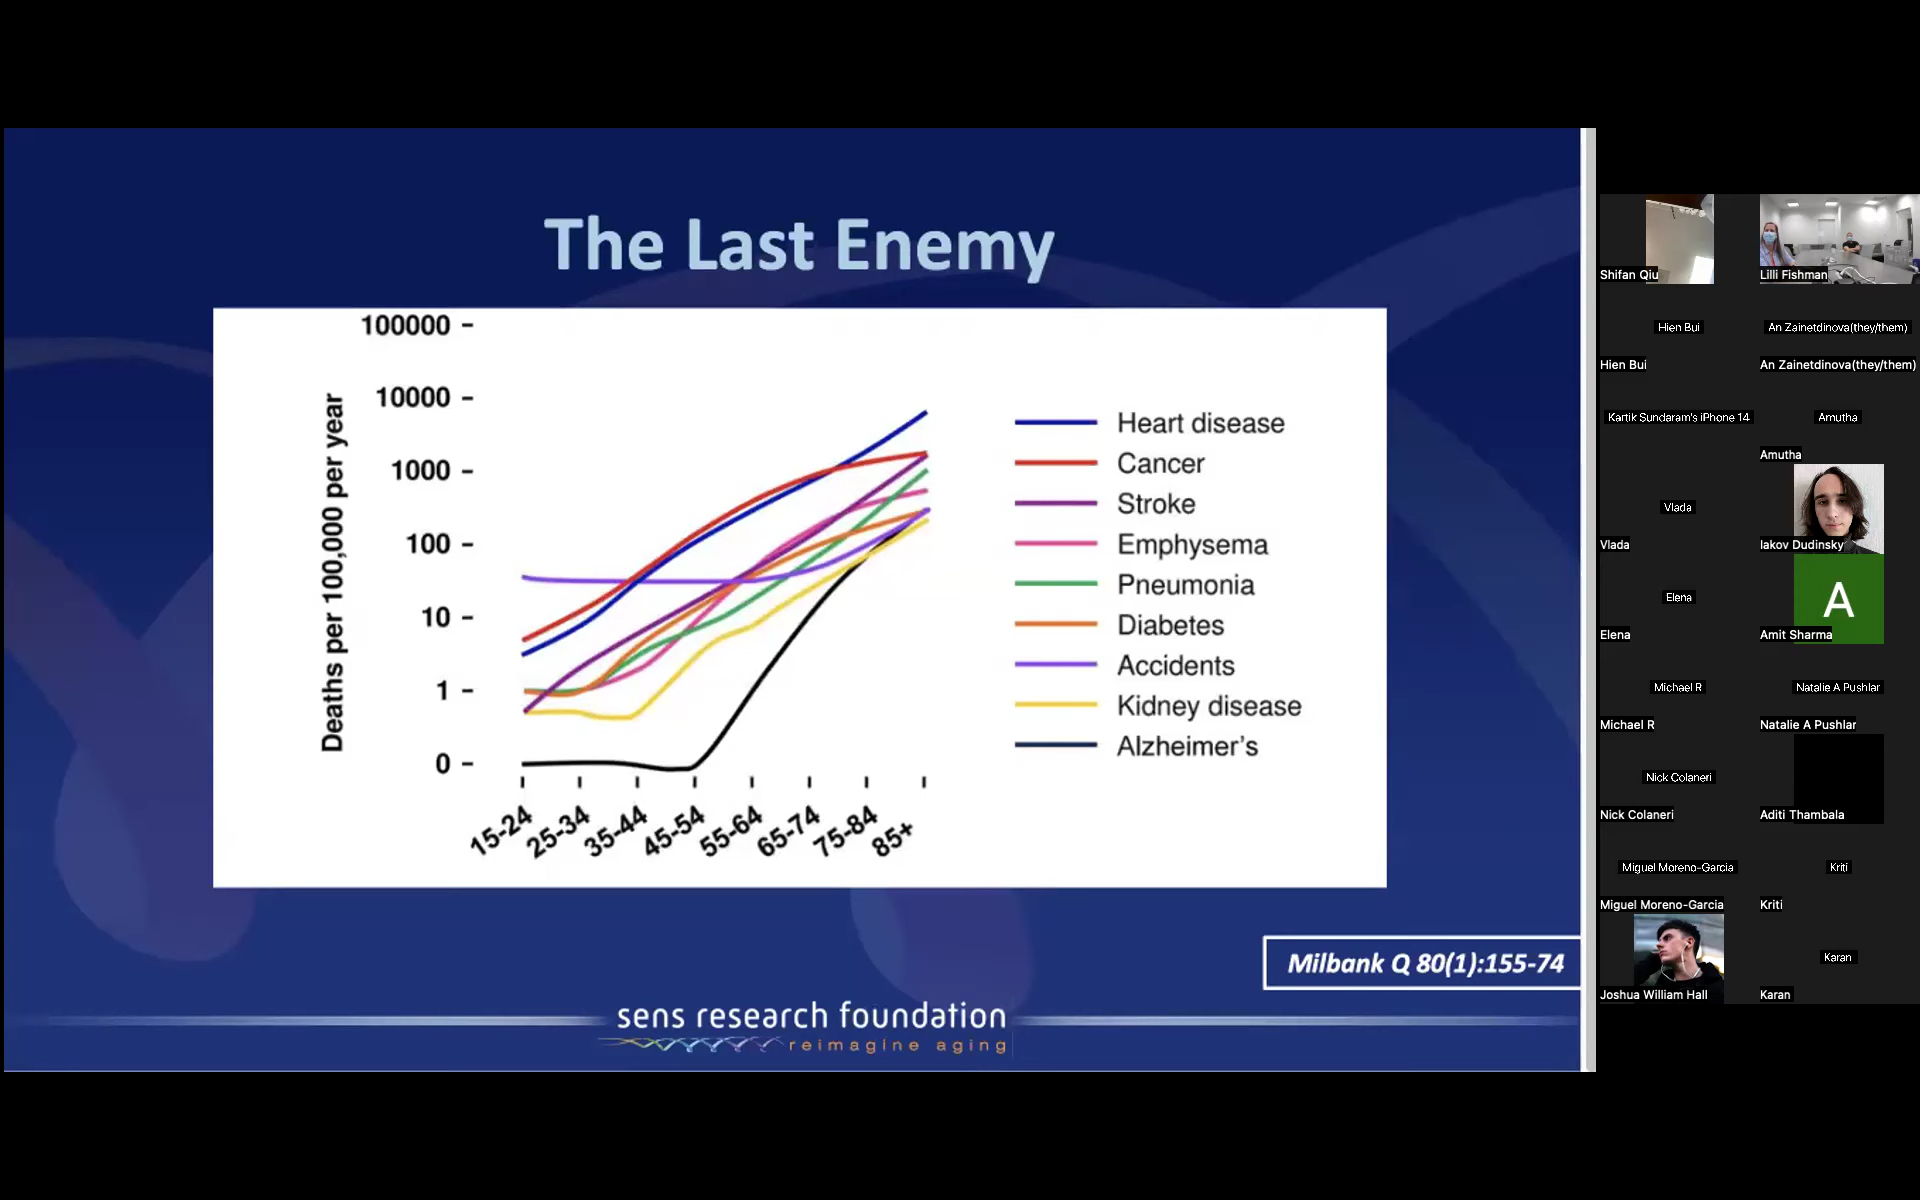 The Last Enemy
Deaths per 100,000 per year
100000
10000
1000
100
10
1
0
15-24
25-34
35-44
45-54
55-64
65-74
75-84
85+
Heart disease
Cancer
Stroke
Emphysema
Pneumonia
Diabetes
Accidents
Kidney disease
Alzheimer's
Milbank Q 80(1):155-74
sens research foundation
reimagine aging
Shifan Qiu
Lilli Fishman
Hien Bui
An Zainetdinova(they/them)
Hien Bui
An Zainetdinova(they/them)
Kartik Sundaram's iPhone 14
Amutha
Amutha
Vlada
Vlada
Iakov Dudinsky
Elena
A
Elena
Amit Sharma
Michael R
Natalie A Pushlar
Michael R
Natalie A Pushlar
Nick Colaneri
Nick Colaneri
Aditi Thambala
Miguel Moreno-Garcia
Kriti
Miguel Moreno-Garcia
Kriti
Karan
Joshua William Hall
Karan